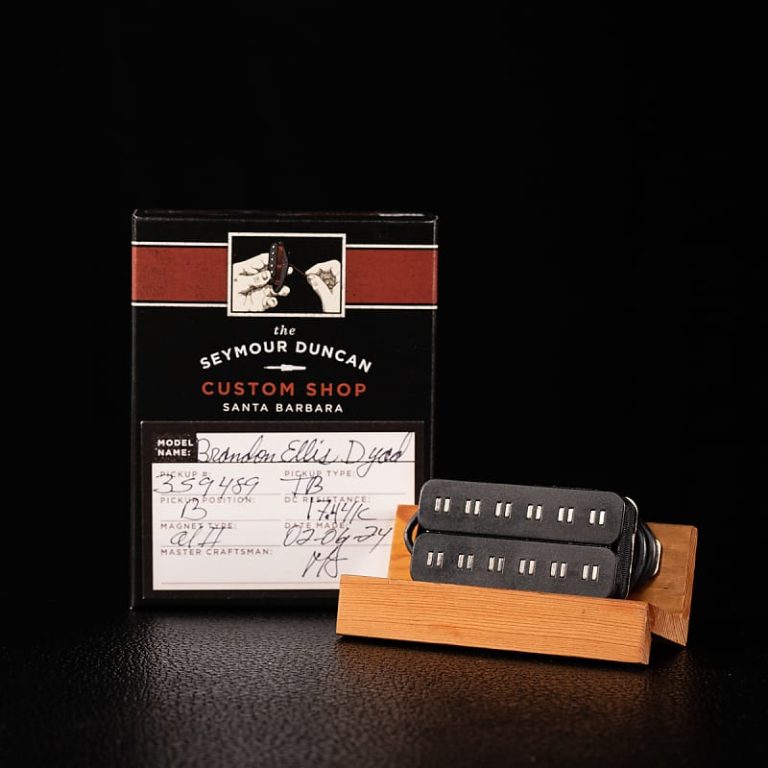 the
SEYMOUR DUNCAN
CUSTOM SHOP
SANTA BARBARA
MODEL NAME: Brandon Ellis Dyad
PICKUP #: PICKUP TYPE:
359489 TB
PICKUP POSITION: DC RESISTANCE:
B 17.41K
MAGNET TYPE: DATE MADE:
02-06-24
MASTER CRAFTSMAN: